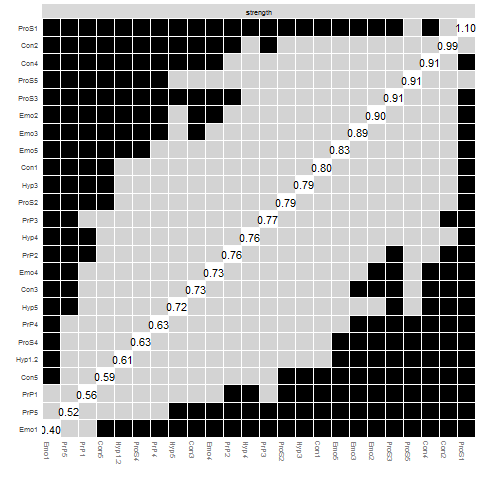 strength
ProS1 1.10
Con2 0.99
Con4 0.91
ProS5 0.91
ProS3 0.91
Emo2 0.90
Emo3 0.89
Emo5 0.83
Con1 0.80
Hyp3 0.79
ProS2 0.79
PrP3 0.77
Hyp4 0.76
PrP2 0.76
Emo4 0.73
Con3 0.73
Hyp5 0.72
PrP4 0.63
ProS4 0.63
Hyp1.2 0.61
Con5 0.59
PrP1 0.56
PrP5 0.52
Emo1 0.40
Emo1 PrP5 PrP1 Con5 Hyp1.2 ProS4 PrP4 Hyp5 Con3 Emo4 PrP2 Hyp4 PrP3 ProS2 Hyp3 Con1 Emo5 Emo3 Emo2 ProS3 ProS5 Con4 Con2 ProS1